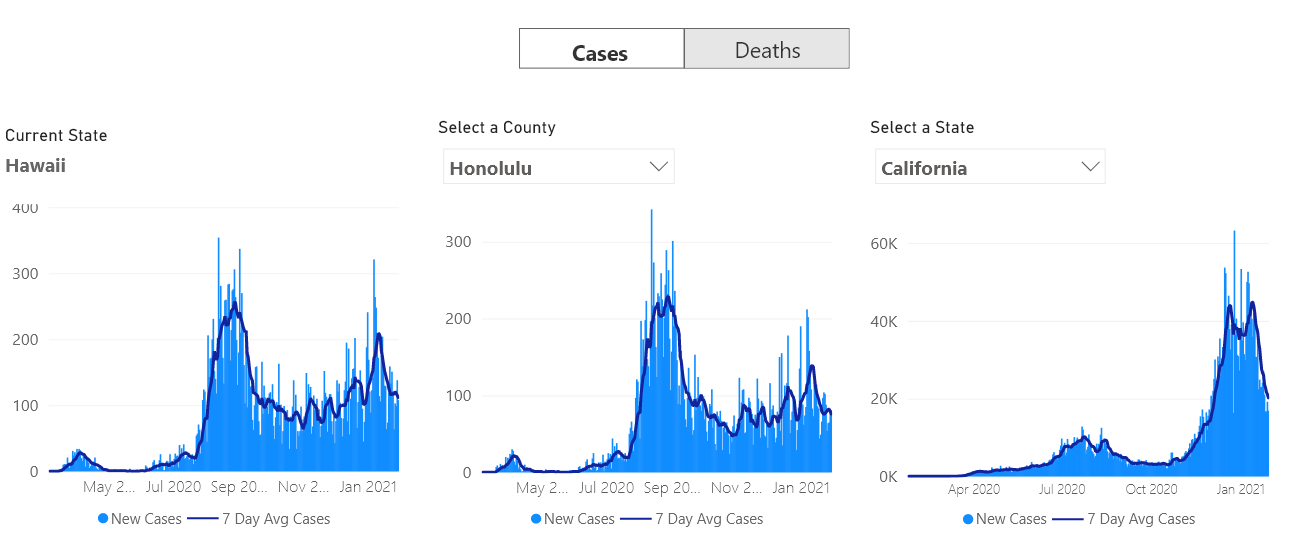 Cases Deaths
Current State
Hawaii
Select a County
Honolulu
Select a State
California
400
300
200
100
0
May 2... Jul 2020 Sep 20... Nov 2... Jan 2021
New Cases 7 Day Avg Cases
300
200
100
0
May 2... Jul 2020 Sep 20... Nov 2... Jan 2021
New Cases 7 Day Avg Cases
60K
40K
20K
0K
Apr 2020 Jul 2020 Oct 2020 Jan 2021
New Cases 7 Day Avg Cases